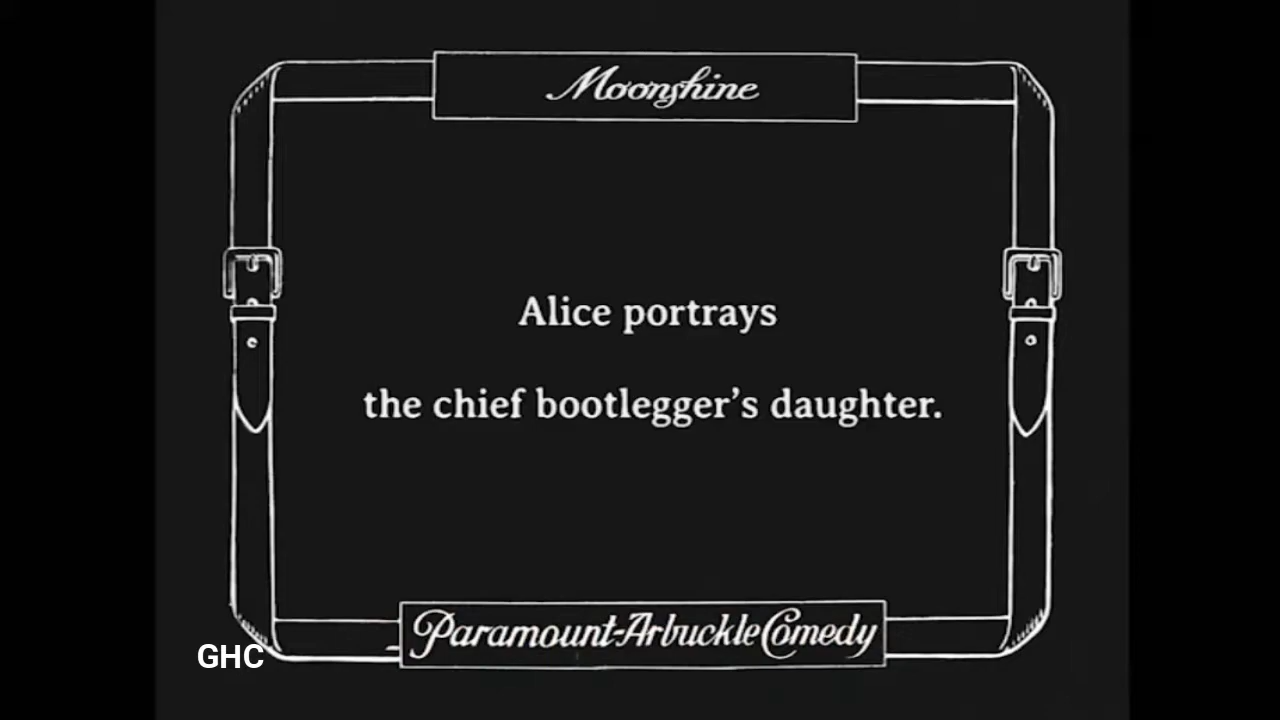 Moonshine
Alice portrays
the chief bootlegger's daughter.
Paramount-Arbuckle Comedy
GHC